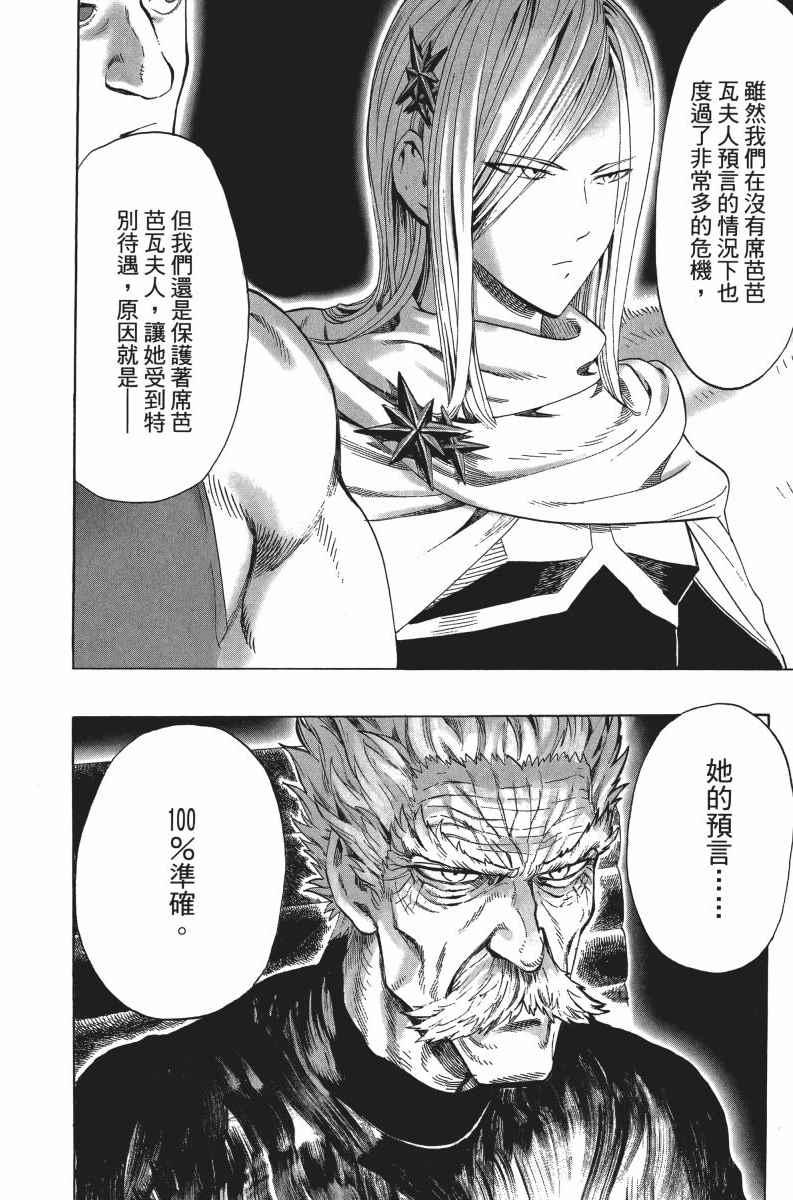 雖然我們在沒有席芭芭
瓦夫人預言的情況下也
度過了非常多的危機，
但我們還是保護著席芭
芭瓦夫人，讓她受到特
別待遇，原因就是——
她的預言……
100%準確。